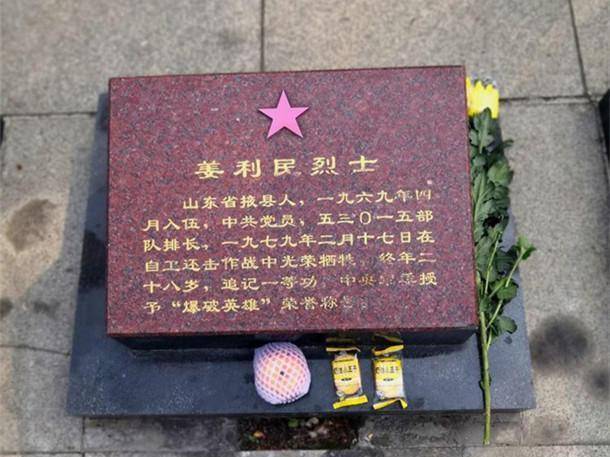 姜利民烈士
山东省掖县人，一九六九年四
月入伍，中共党员，五三〇一五部
队排长，一九七九年二月十七日在
自卫还击作战中光荣牺牲，终年二
十八岁，追记一等功，中央军委授
予“爆破英雄”荣誉称号